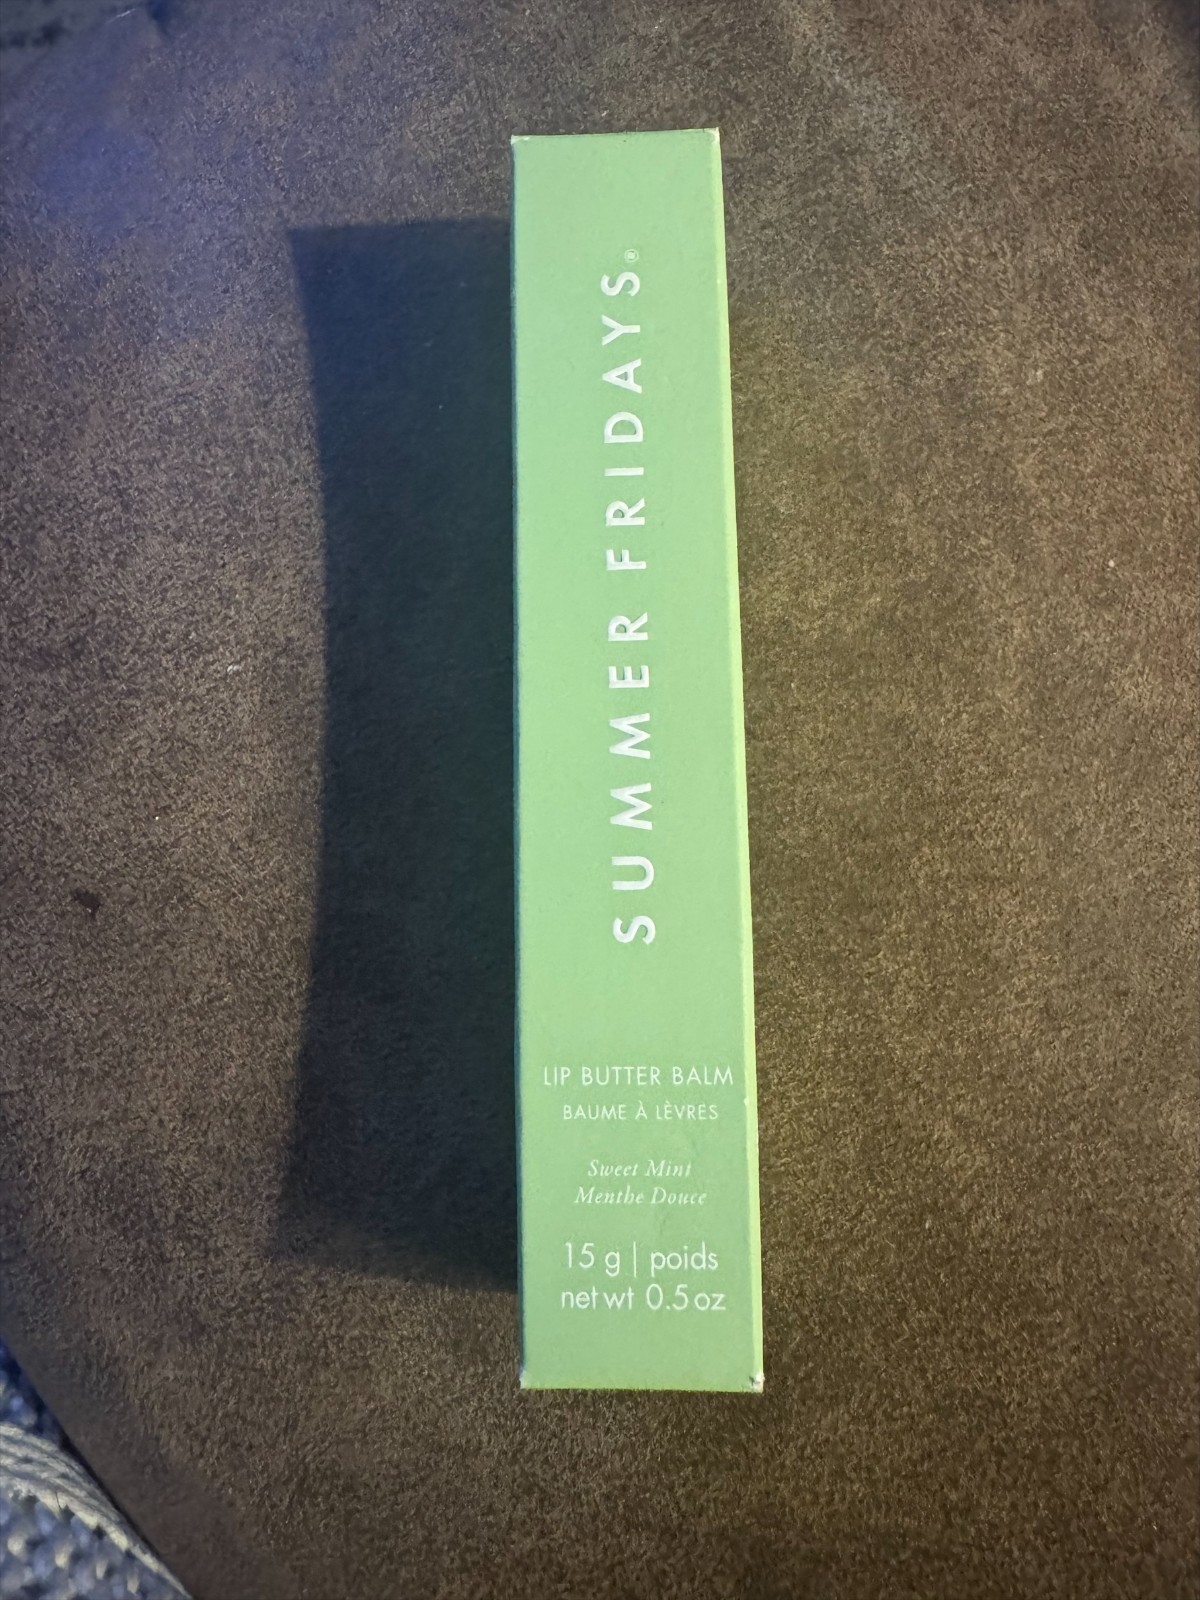 SUMMER FRIDAYS®
LIP BUTTER BALM
BAUME À LÈVRES
Sweet Mint
Menthe Douce
15 g | poids
net wt 0.5 oz